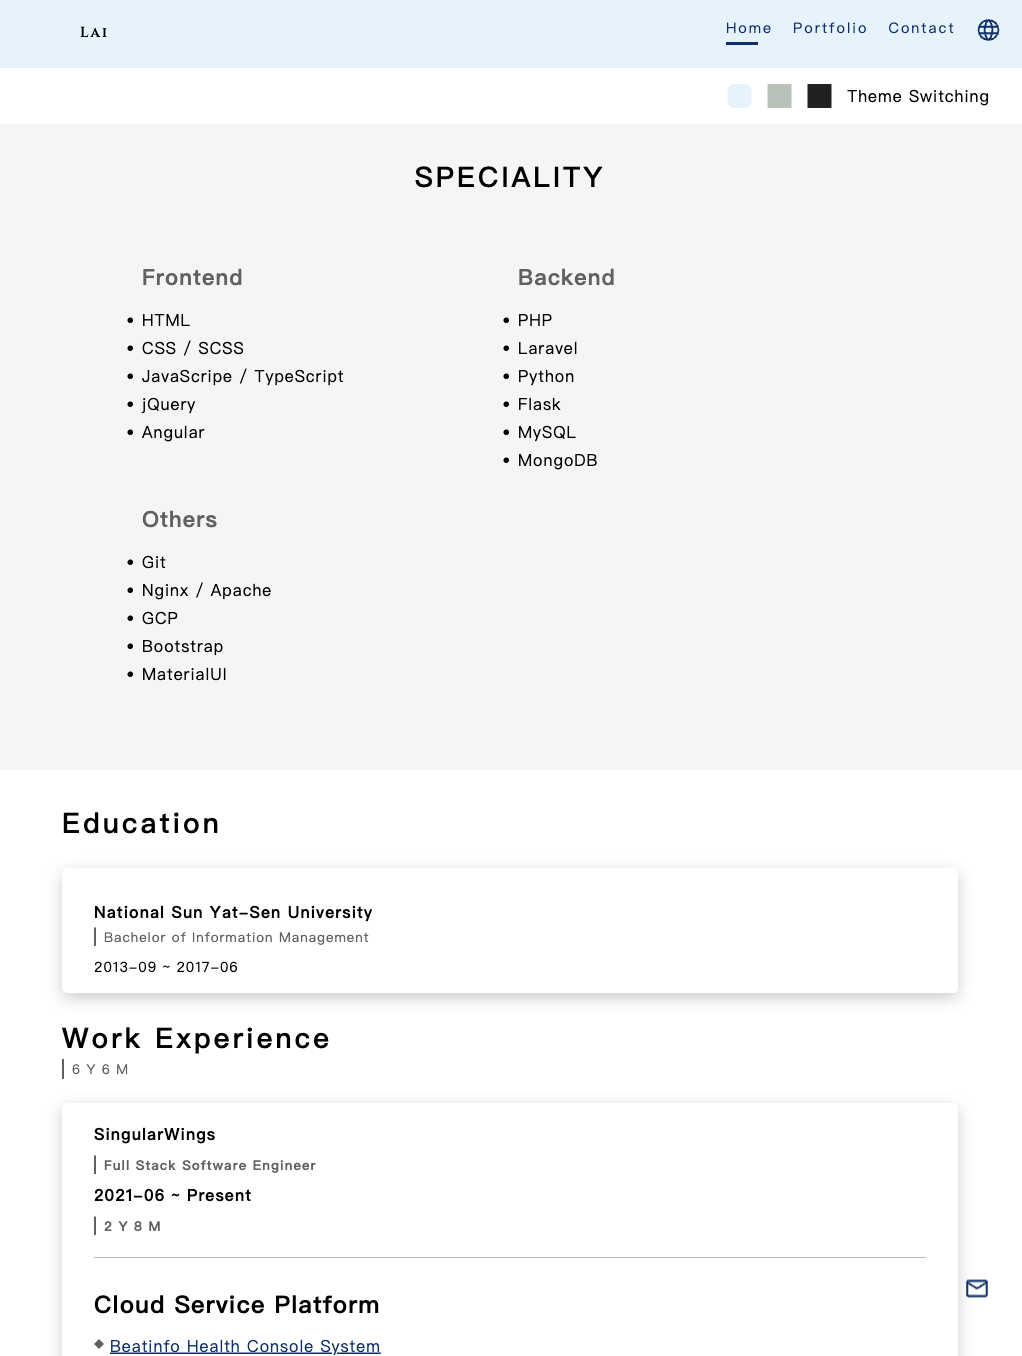 Lai
Home Portfolio Contact
Theme Switching
SPECIALITY
Frontend
• HTML
• CSS / SCSS
• JavaScripe / TypeScript
• jQuery
• Angular
Backend
• PHP
• Laravel
• Python
• Flask
• MySQL
• MongoDB
Others
• Git
• Nginx / Apache
• GCP
• Bootstrap
• MaterialUI
Education
National Sun Yat-Sen University
Bachelor of Information Management
2013-09 ~ 2017-06
Work Experience
6 Y 6 M
SingularWings
Full Stack Software Engineer
2021-06 ~ Present
2 Y 8 M
Cloud Service Platform
Beatinfo Health Console System